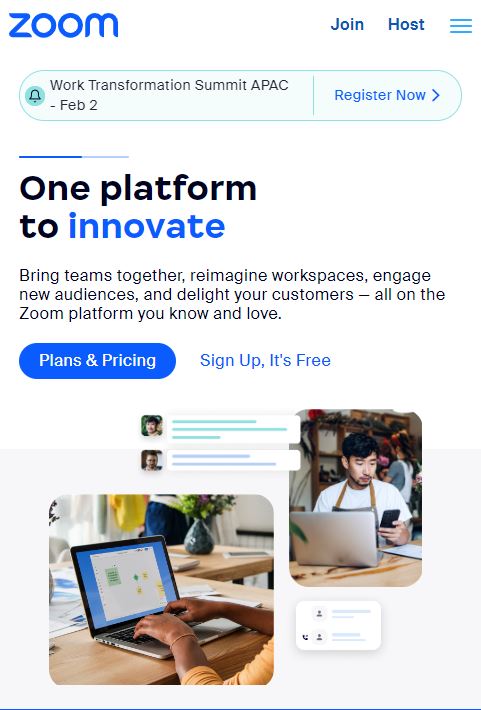 zoom
Join
Host
Work Transformation Summit APAC
- Feb 2
Register Now
One platform
to innovate
Bring teams together, reimagine workspaces, engage
new audiences, and delight your customers — all on the
Zoom platform you know and love.
Plans & Pricing
Sign Up, It's Free